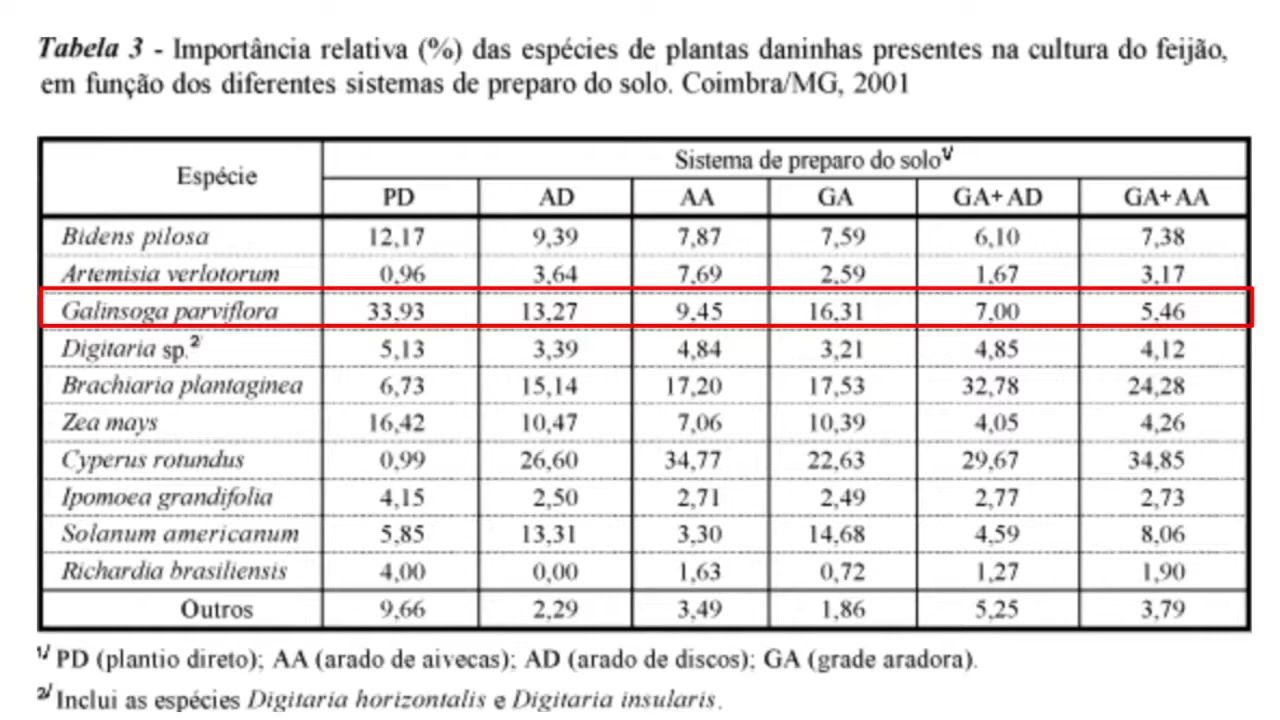 Tabela 3 - Importância relativa (%) das espécies de plantas daninhas presentes na cultura do feijão,
em função dos diferentes sistemas de preparo do solo. Coimbra/MG, 2001
Espécie Sistema de preparo do solo1/
PD AD AA GA GA+AD GA+AA
Bidens pilosa 12,17 9,39 7,87 7,59 6,10 7,38
Artemisia verlotorum 0,96 3,64 7,69 2,59 1,67 3,17
Galinsoga parviflora 33,93 13,27 9,45 16,31 7,00 5,46
Digitaria sp.2/ 5,13 3,39 4,84 3,21 4,85 4,12
Brachiaria plantaginea 6,73 15,14 17,20 17,53 32,78 24,28
Zea mays 16,42 10,47 7,06 10,39 4,05 4,26
Cyperus rotundus 0,99 26,60 34,77 22,63 29,67 34,85
Ipomoea grandifolia 4,15 2,50 2,71 2,49 2,77 2,73
Solanum americanum 5,85 13,31 3,30 14,68 4,59 8,06
Richardia brasiliensis 4,00 0,00 1,63 0,72 1,27 1,90
Outros 9,66 2,29 3,49 1,86 5,25 3,79
1/ PD (plantio direto); AA (arado de aivecas); AD (arado de discos); GA (grade aradora).
2/ Inclui as espécies Digitaria horizontalis e Digitaria insularis.